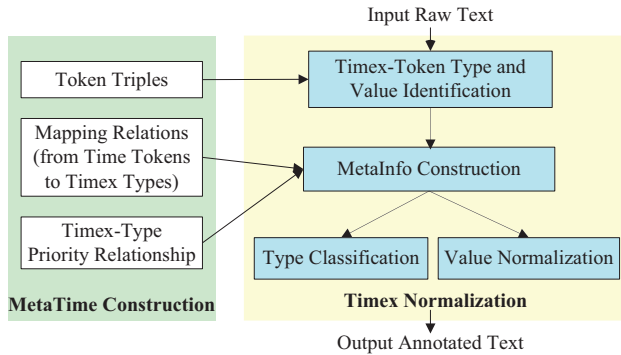 Input Raw Text
Token Triples
Mapping Relations
(from Time Tokens
to Timex Types)
Timex-Type
Priority Relationship
MetaTime Construction
Timex-Token Type and
Value Identification
MetaInfo Construction
Type Classification
Value Normalization
Timex Normalization
Output Annotated Text